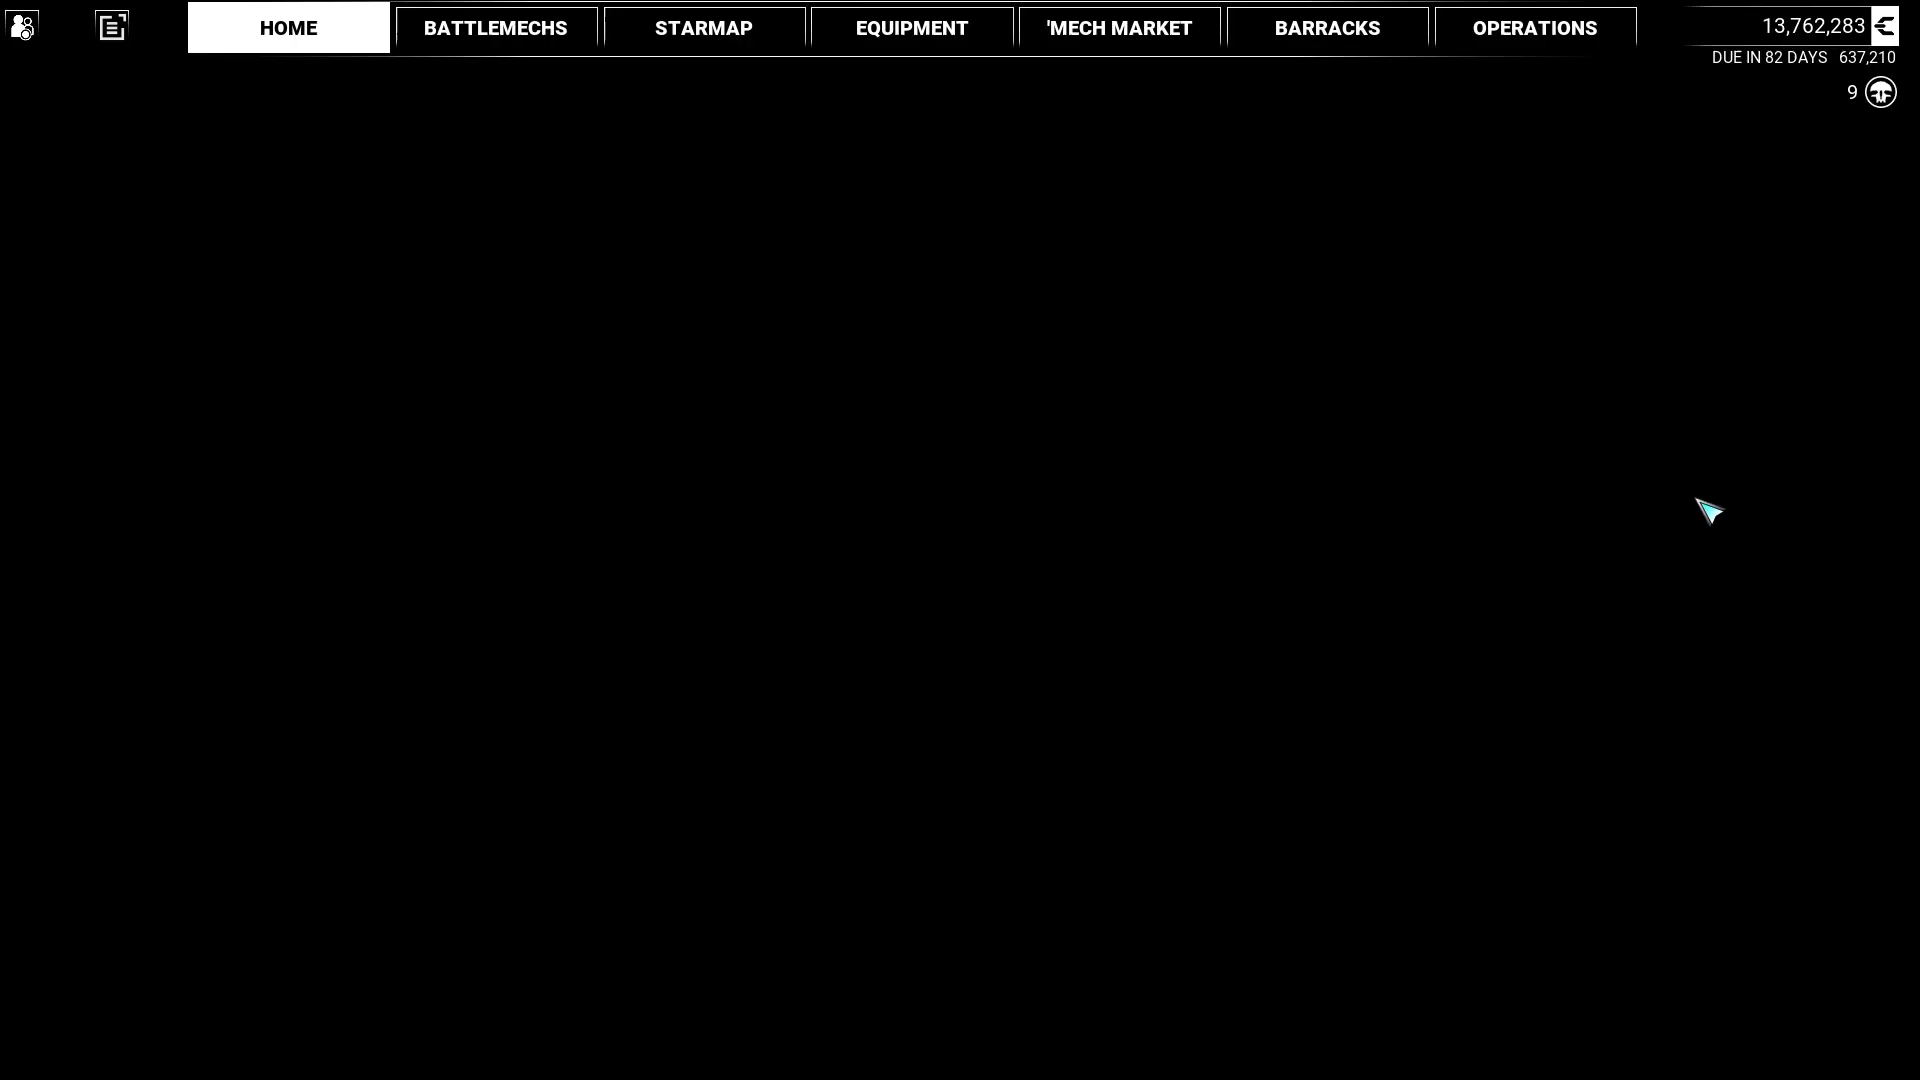 HOME
BATTLEMECHS
STARMAP
EQUIPMENT
'MECH MARKET
BARRACKS
OPERATIONS
13,762,283
DUE IN 82 DAYS 637,210
9